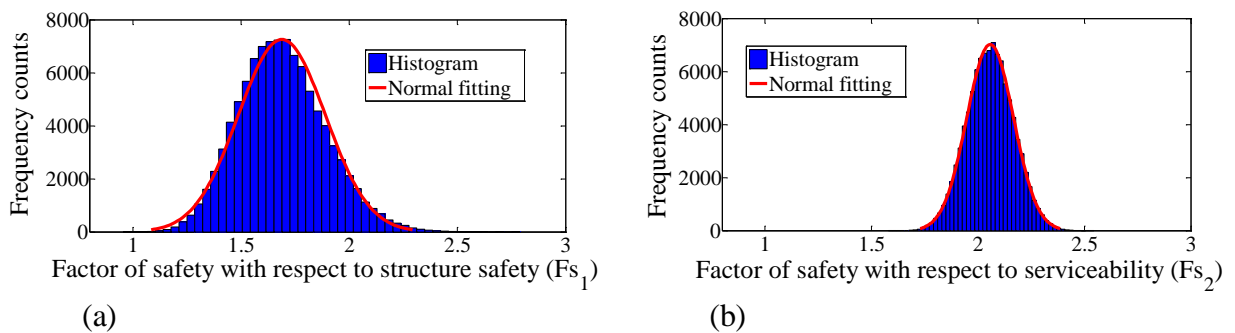 8000
6000
4000
2000
0
Frequency counts
Histogram
Normal fitting
1 1.5 2 2.5 3
Factor of safety with respect to structure safety (Fs1)
(a)
8000
6000
4000
2000
0
Frequency counts
Histogram
Normal fitting
1 1.5 2 2.5 3
Factor of safety with respect to serviceability (Fs2)
(b)